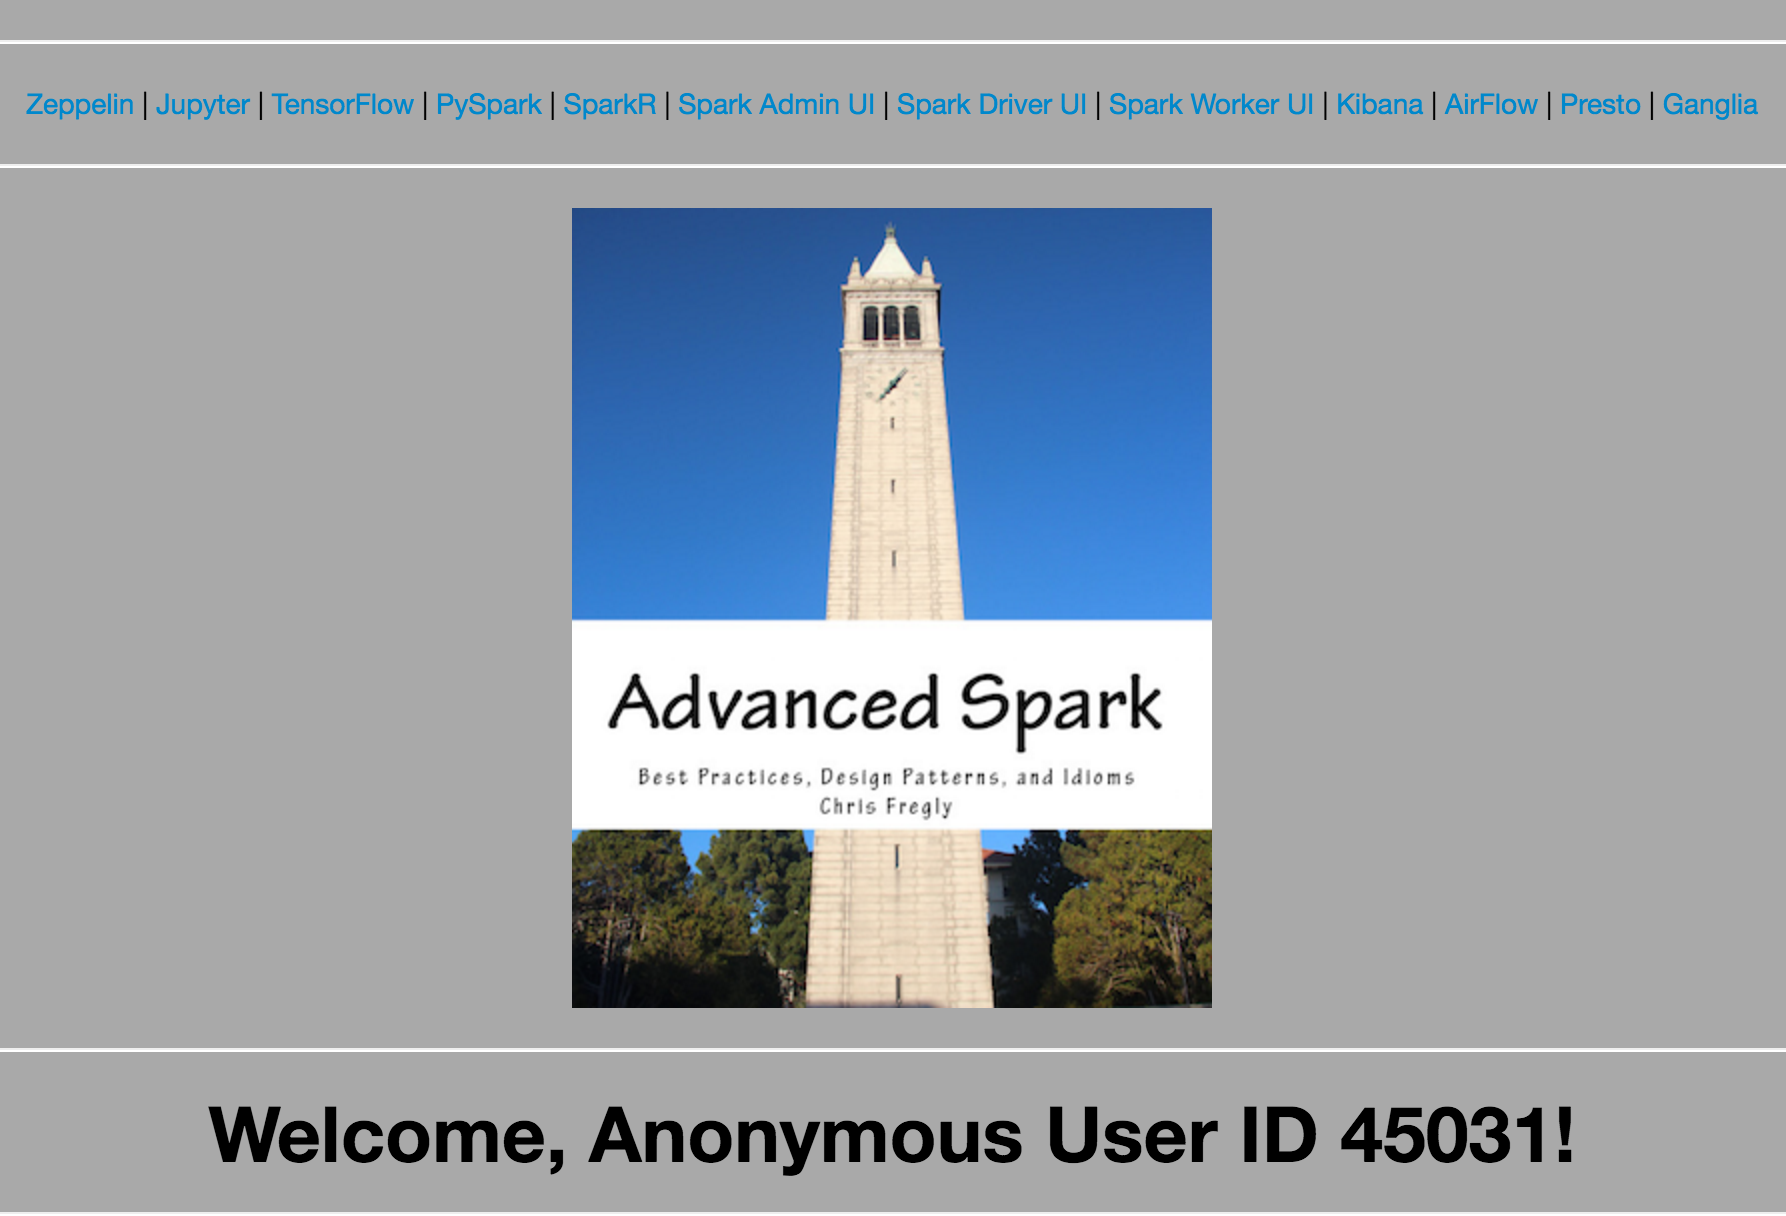 Zeppelin | Jupyter | TensorFlow | PySpark | SparkR | Spark Admin UI | Spark Driver UI | Spark Worker UI | Kibana | AirFlow | Presto | Ganglia
Advanced Spark
Best Practices, Design Patterns, and Idioms
Chris Fregly
Welcome, Anonymous User ID 45031!